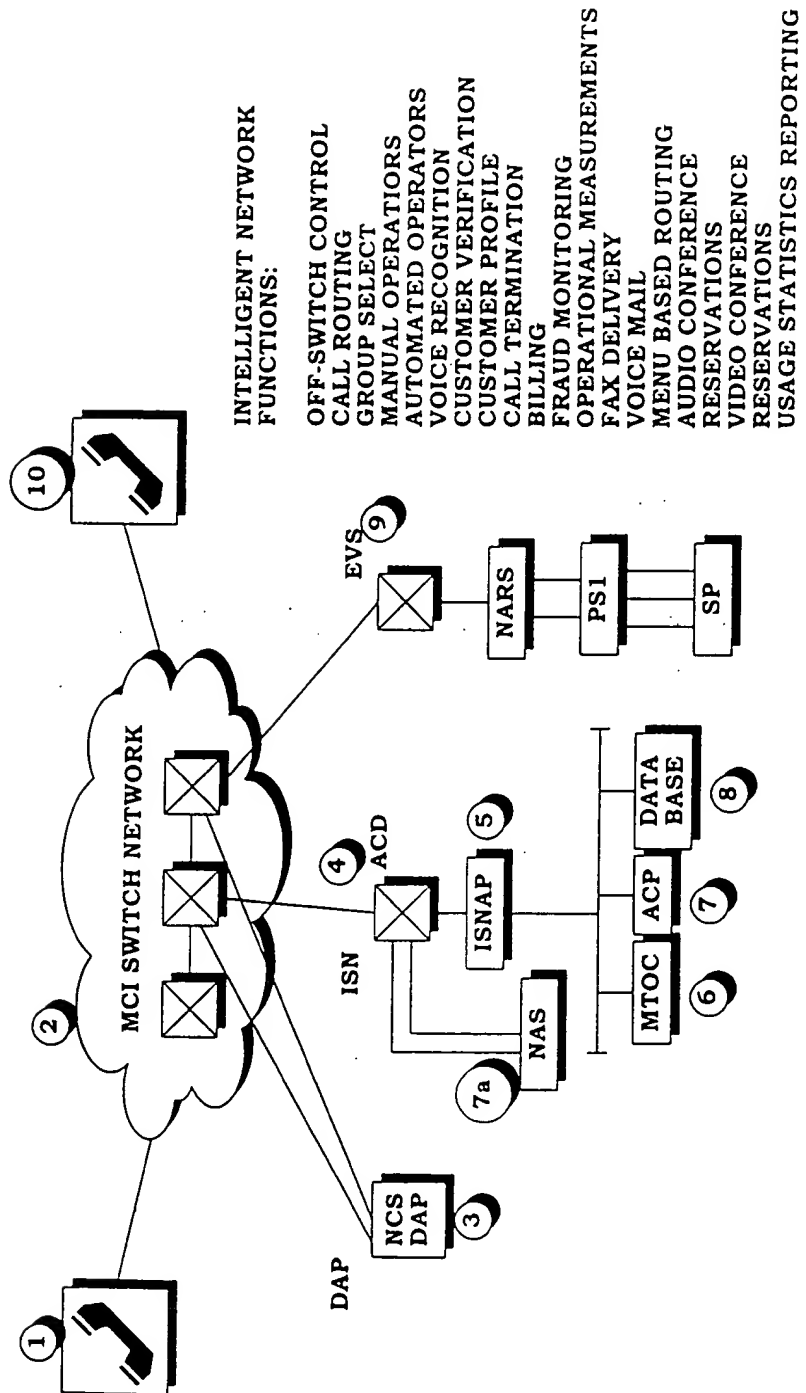 1
10
2
MCI SWITCH NETWORK
DAP
NCS
DAP
3
ISN
4
ACD
ISNAP
5
7a
NAS
MTOC
6
ACP
7
DATA
BASE
8
EVS
9
NARS
PS1
SP
INTELLIGENT NETWORK
FUNCTIONS:
OFF-SWITCH CONTROL
CALL ROUTING
GROUP SELECT
MANUAL OPERATIORS
AUTOMATED OPERATORS
VOICE RECOGNITION
CUSTOMER VERIFICATION
CUSTOMER PROFILE
CALL TERMINATION
BILLING
FRAUD MONITORING
OPERATIONAL MEASUREMENTS
FAX DELIVERY
VOICE MAIL
MENU BASED ROUTING
AUDIO CONFERENCE
RESERVATIONS
VIDEO CONFERENCE
RESERVATIONS
USAGE STATISTICS REPORTING